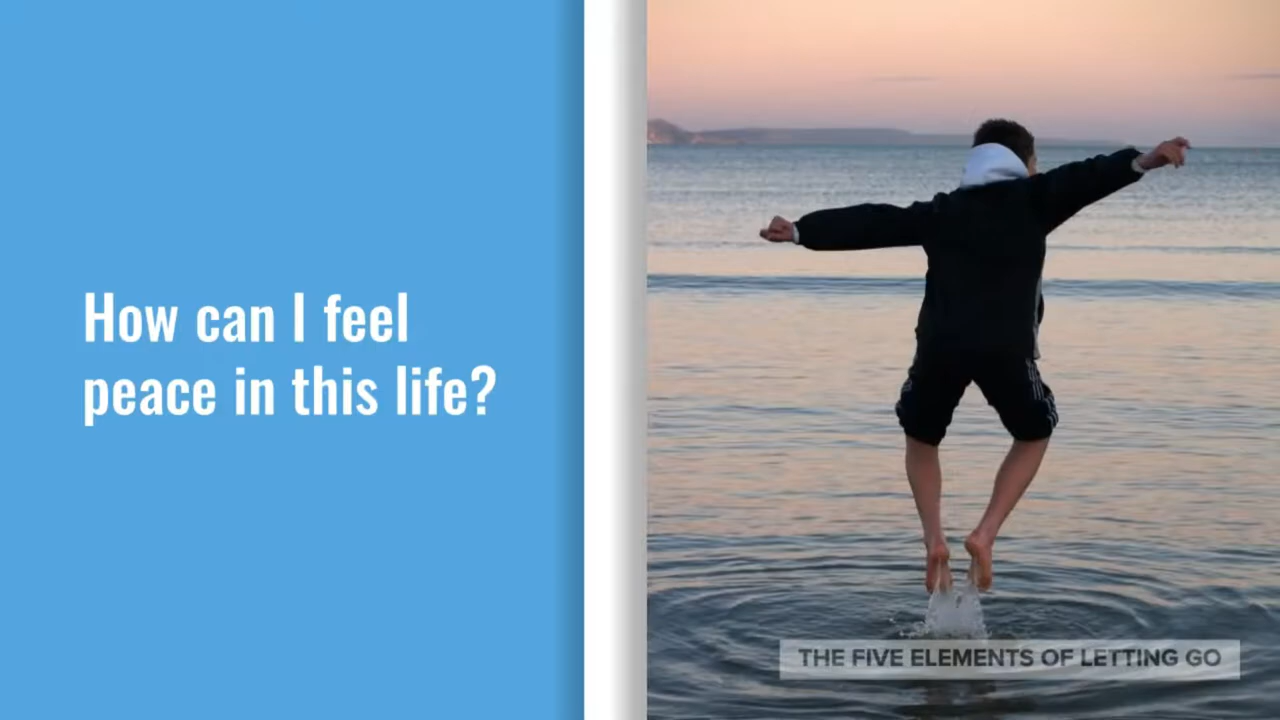 How can I feel
peace in this life?
THE FIVE ELEMENTS OF LETTING GO